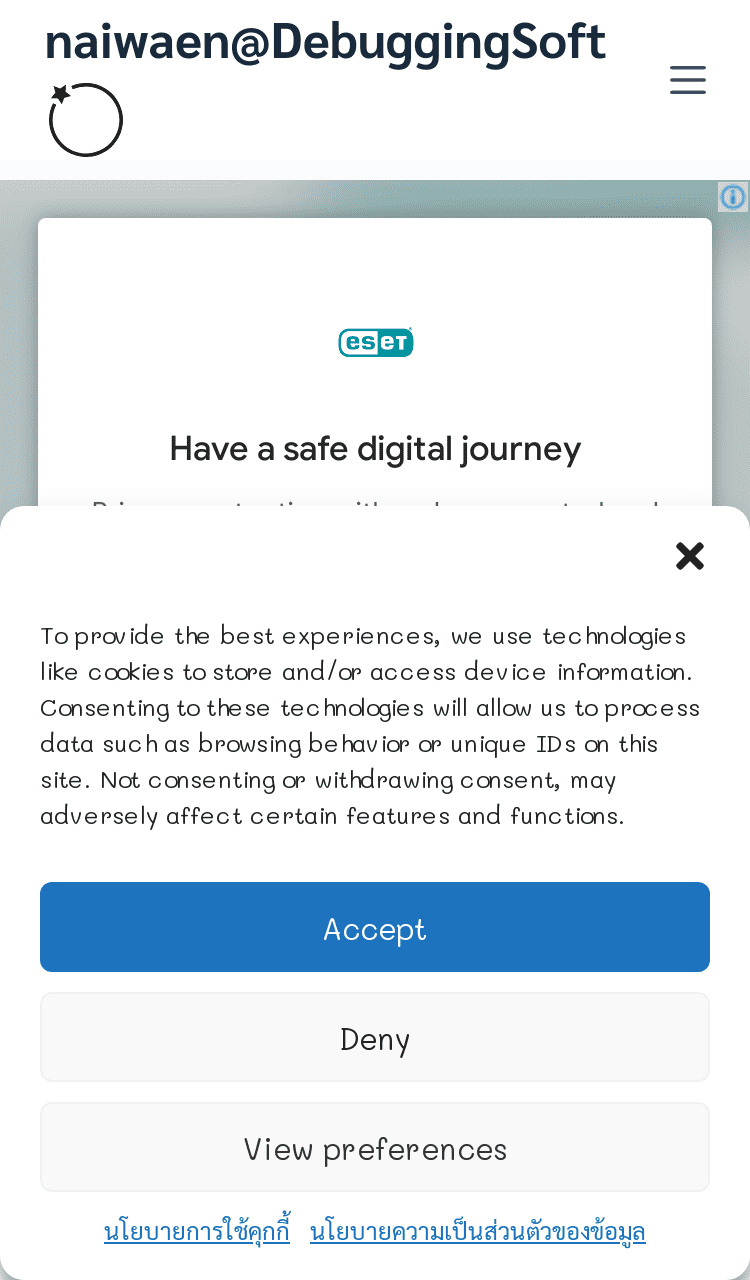 naiwaen@DebuggingSoft
eseT
Have a safe digital journey
To provide the best experiences, we use technologies
like cookies to store and/or access device information.
Consenting to these technologies will allow us to process
data such as browsing behavior or unique IDs on this
site. Not consenting or withdrawing consent, may
adversely affect certain features and functions.
Accept
Deny
View preferences
นโยบายการใช้คุกกี้ นโยบายความเป็นส่วนตัวของข้อมูล